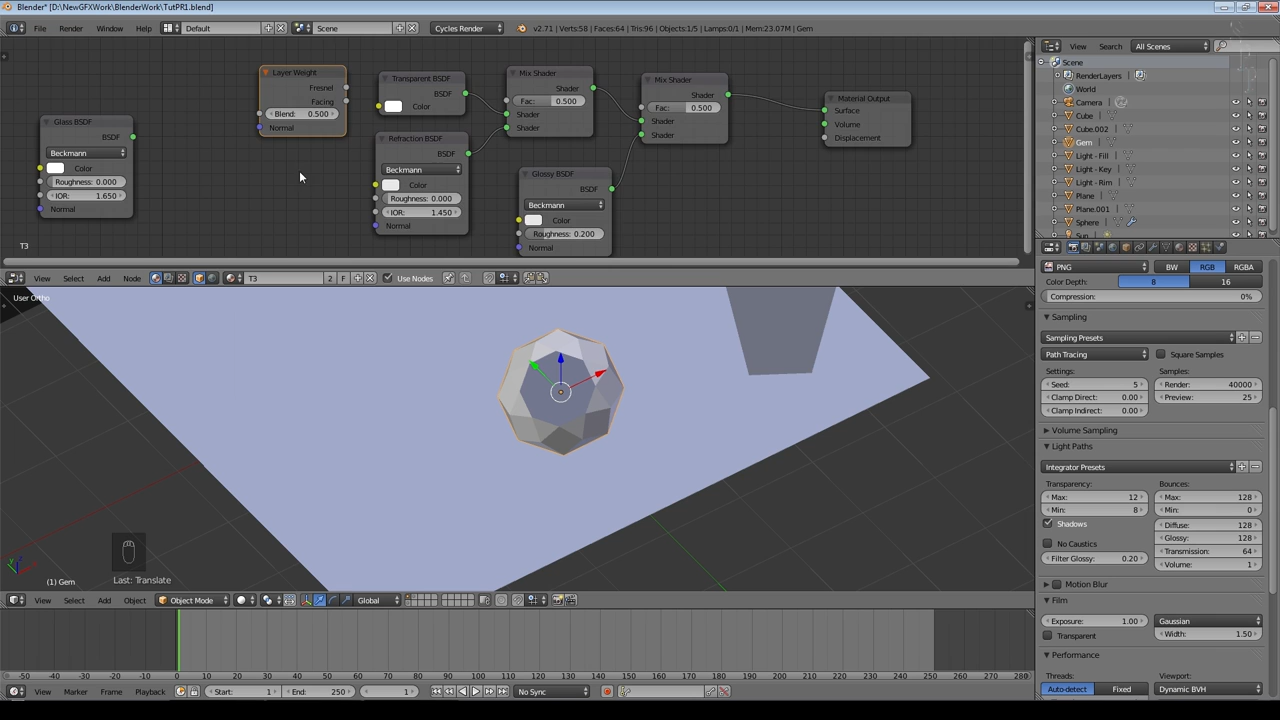 Blender* [D:\NewGFXWork\BlenderWork\TutPR1.blend]
File Render Window Help Default Scene Cycles Render v2.71 | Verts:58 | Faces:64 | Tris:96 | Objects:1/5 | Lamps:0/1 | Mem:23.07M | Gem
View Search All Scenes
Scene
RenderLayers
World
Camera
Cube
Cube.002
Gem
Light - Fill
Light - Key
Light - Rim
Plane
Plane.001
Sphere
Sun
Glass BSDF
BSDF
Beckmann
Color
Roughness: 0.000
IOR: 1.650
Normal
Layer Weight
Fresnel
Facing
Blend: 0.500
Normal
Transparent BSDF
BSDF
Color
Refraction BSDF
BSDF
Beckmann
Color
Roughness: 0.000
IOR: 1.450
Normal
Mix Shader
Shader
Fac: 0.500
Shader
Shader
Glossy BSDF
BSDF
Beckmann
Color
Roughness: 0.200
Normal
Mix Shader
Shader
Fac: 0.500
Shader
Shader
Material Output
Surface
Volume
Displacement
T3
View Select Add Node T3 2 F Use Nodes
User Ortho
(1) Gem
Last: Translate
View Select Add Object Object Mode Global
-50 -40 -30 -20 -10 0 10 20 30 40 50 60 70 80 90 100 110 120 130 140 150 160 170 180 190 200 210 220 230 240 250 260 270 280
View Marker Frame Playback Start: 1 End: 250 1 No Sync
PNG BW RGB RGBA
Color Depth: 8 16
Compression: 0%
Sampling
Sampling Presets
Path Tracing Square Samples
Settings: Samples:
Seed: 5 Render: 40000
Clamp Direct: 0.00 Preview: 25
Clamp Indirect: 0.00
Volume Sampling
Light Paths
Integrator Presets
Transparency: Bounces:
Max: 12 Max: 128
Min: 8 Min: 0
Shadows Diffuse: 128
Glossy: 128
No Caustics Transmission: 64
Filter Glossy: 0.20 Volume: 1
Motion Blur
Film
Exposure: 1.00 Gaussian
Transparent Width: 1.50
Performance
Threads: Viewport:
Auto-detect Fixed Dynamic BVH